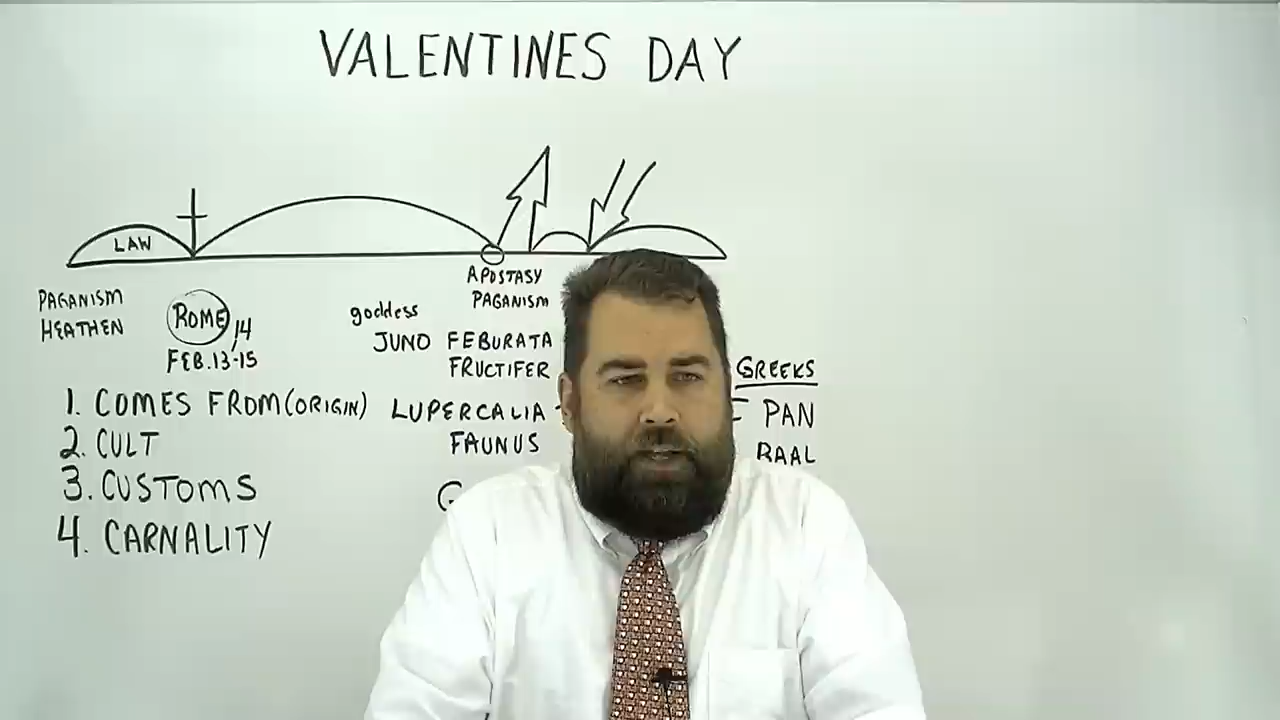 VALENTINES DAY
LAW
APOSTASY
PAGANISM
PAGANISM
HEATHEN
ROME
14
FEB. 13-15
goddess
JUNO FEBURATA
FRUCTIFER
GREEKS
1. COMES FROM (ORIGIN)
LUPERCALIA
PAN
2. CULT
FAUNUS
BAAL
3. CUSTOMS
4. CARNALITY